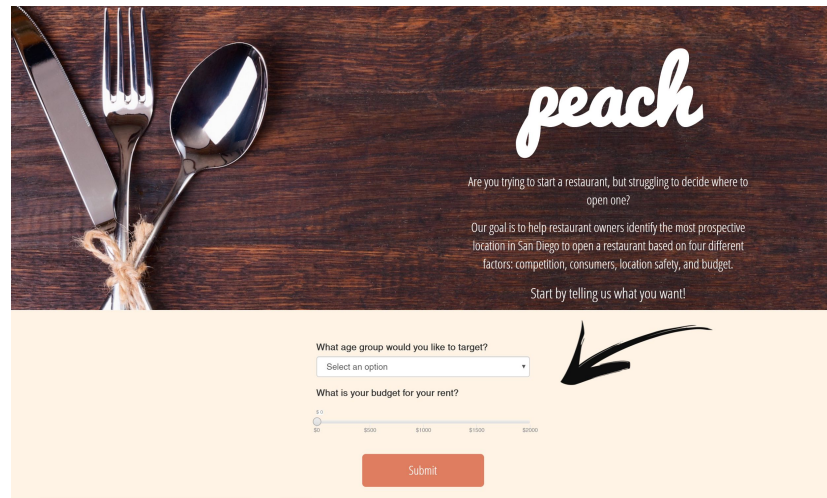 peach
Are you trying to start a restaurant, but struggling to decide where to
open one?
Our goal is to help restaurant owners identify the most prospective
location in San Diego to open a restaurant based on four different
factors: competition, consumers, location safety, and budget.
Start by telling us what you want!
What age group would you like to target?
Select an option
What is your budget for your rent?
$ 0
$0 $500 $1000 $1500 $2000
Submit